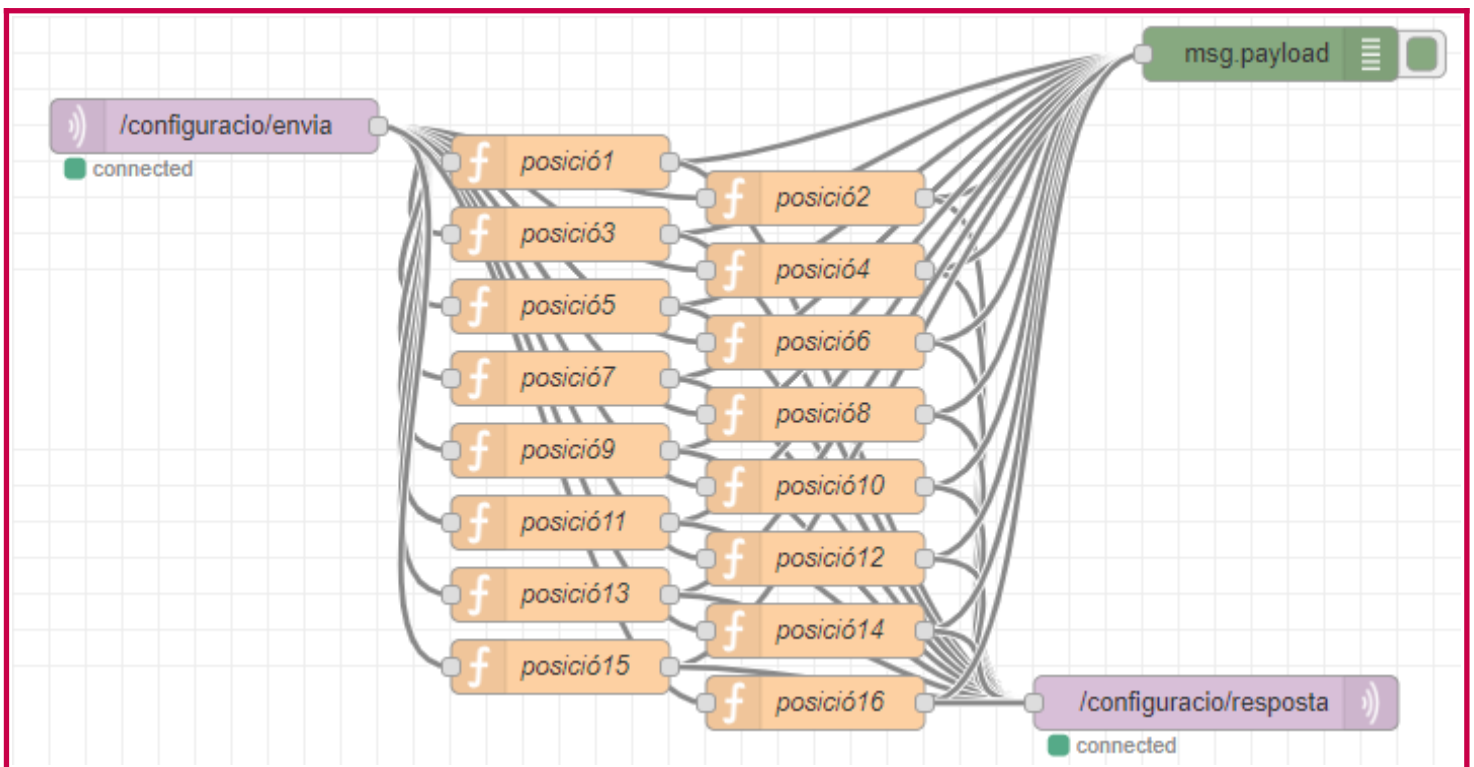 msg.payload
/configuracio/envia
connected
posició1
posició2
posició3
posició4
posició5
posició6
posició7
posició8
posició9
posició10
posició11
posició12
posició13
posició14
posició15
posició16
/configuracio/resposta
connected